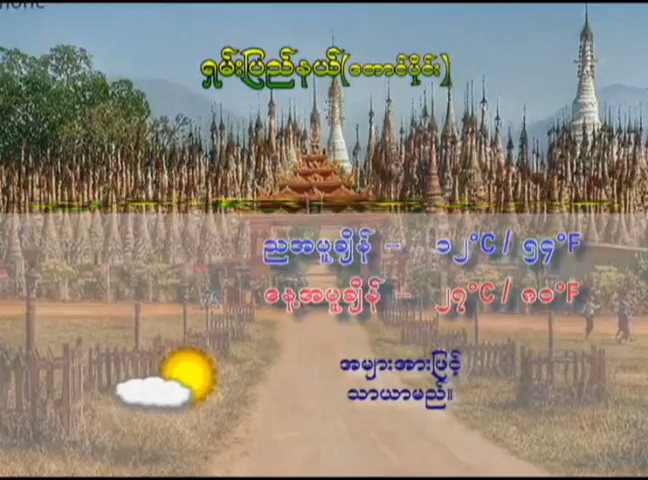 ရှမ်းပြည်နယ်(တောင်ပိုင်း)
ညအပူချိန် – ၁၂°C / ၅၄°F
နေ့အပူချိန် – ၂၇°C / ၈၀°F
အများအားဖြင့်
သာယာမည်။